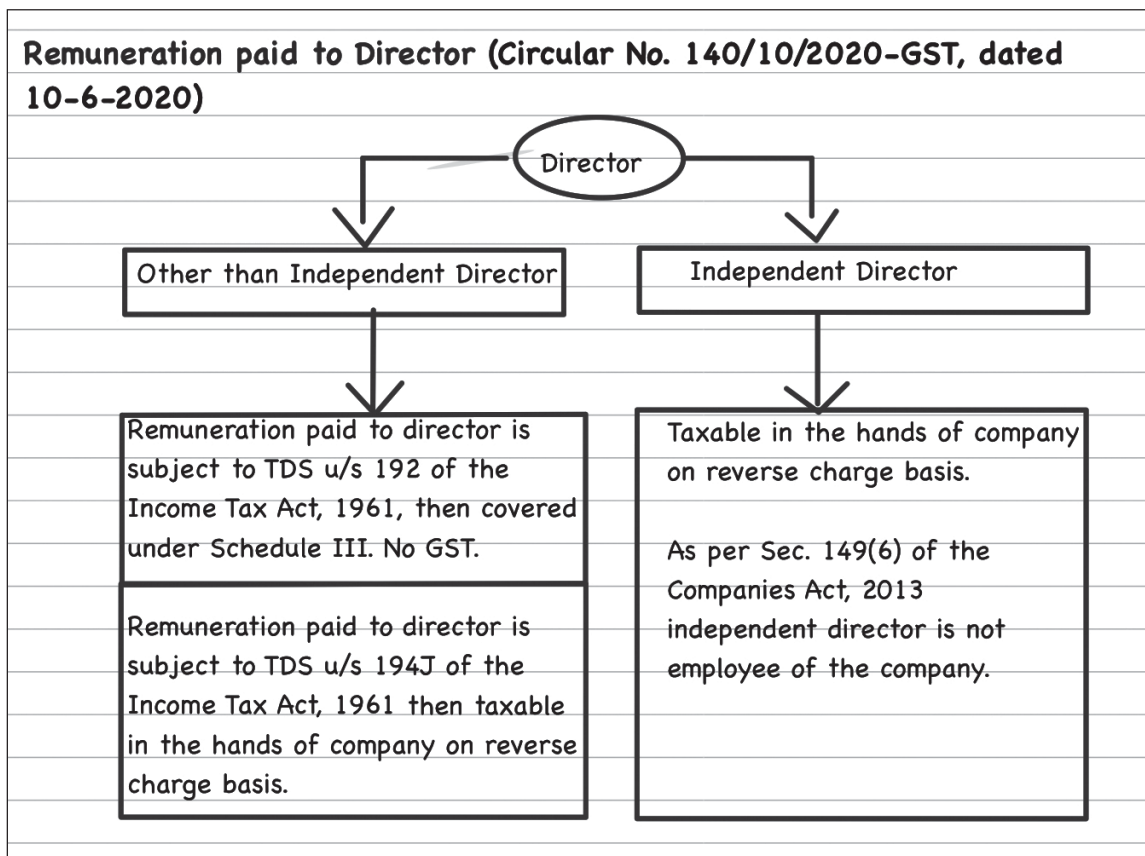 Remuneration paid to Director (Circular No. 140/10/2020-GST, dated
10-6-2020)
Director
Other than Independent Director
Independent Director
Remuneration paid to director is
subject to TDS u/s 192 of the
Income Tax Act, 1961, then covered
under Schedule III. No GST.
Remuneration paid to director is
subject to TDS u/s 194J of the
Income Tax Act, 1961 then taxable
in the hands of company on reverse
charge basis.
Taxable in the hands of company
on reverse charge basis.
As per Sec. 149(6) of the
Companies Act, 2013
independent director is not
employee of the company.